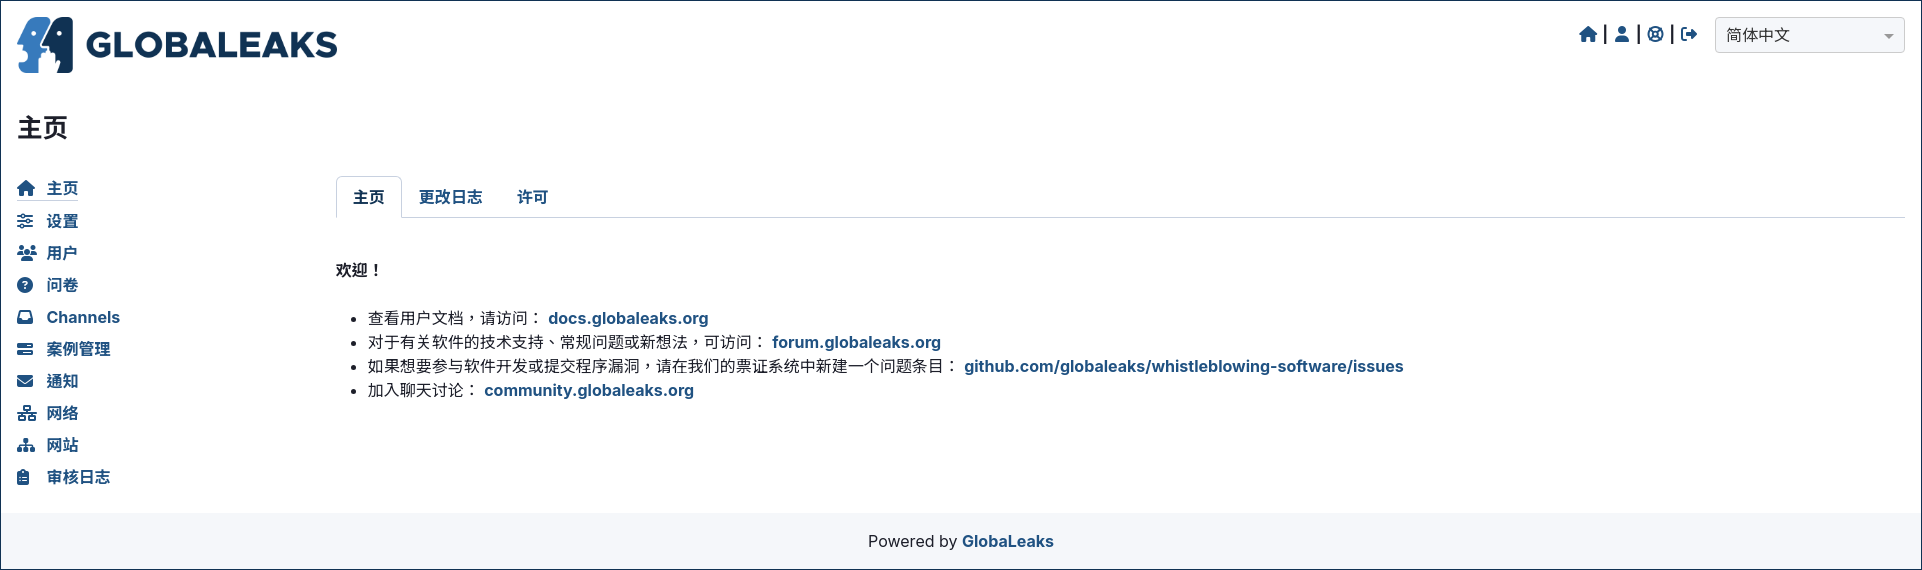 GLOBALEAKS
简体中文
主页
主页
设置
用户
问卷
Channels
案例管理
通知
网络
网站
审核日志
主页 更改日志 许可
欢迎！
查看用户文档，请访问： docs.globaleaks.org
对于有关软件的技术支持、常规问题或新想法，可访问： forum.globaleaks.org
如果想要参与软件开发或提交程序漏洞，请在我们的票证系统中新建一个问题条目： github.com/globaleaks/whistleblowing-software/issues
加入聊天讨论： community.globaleaks.org
Powered by GlobaLeaks